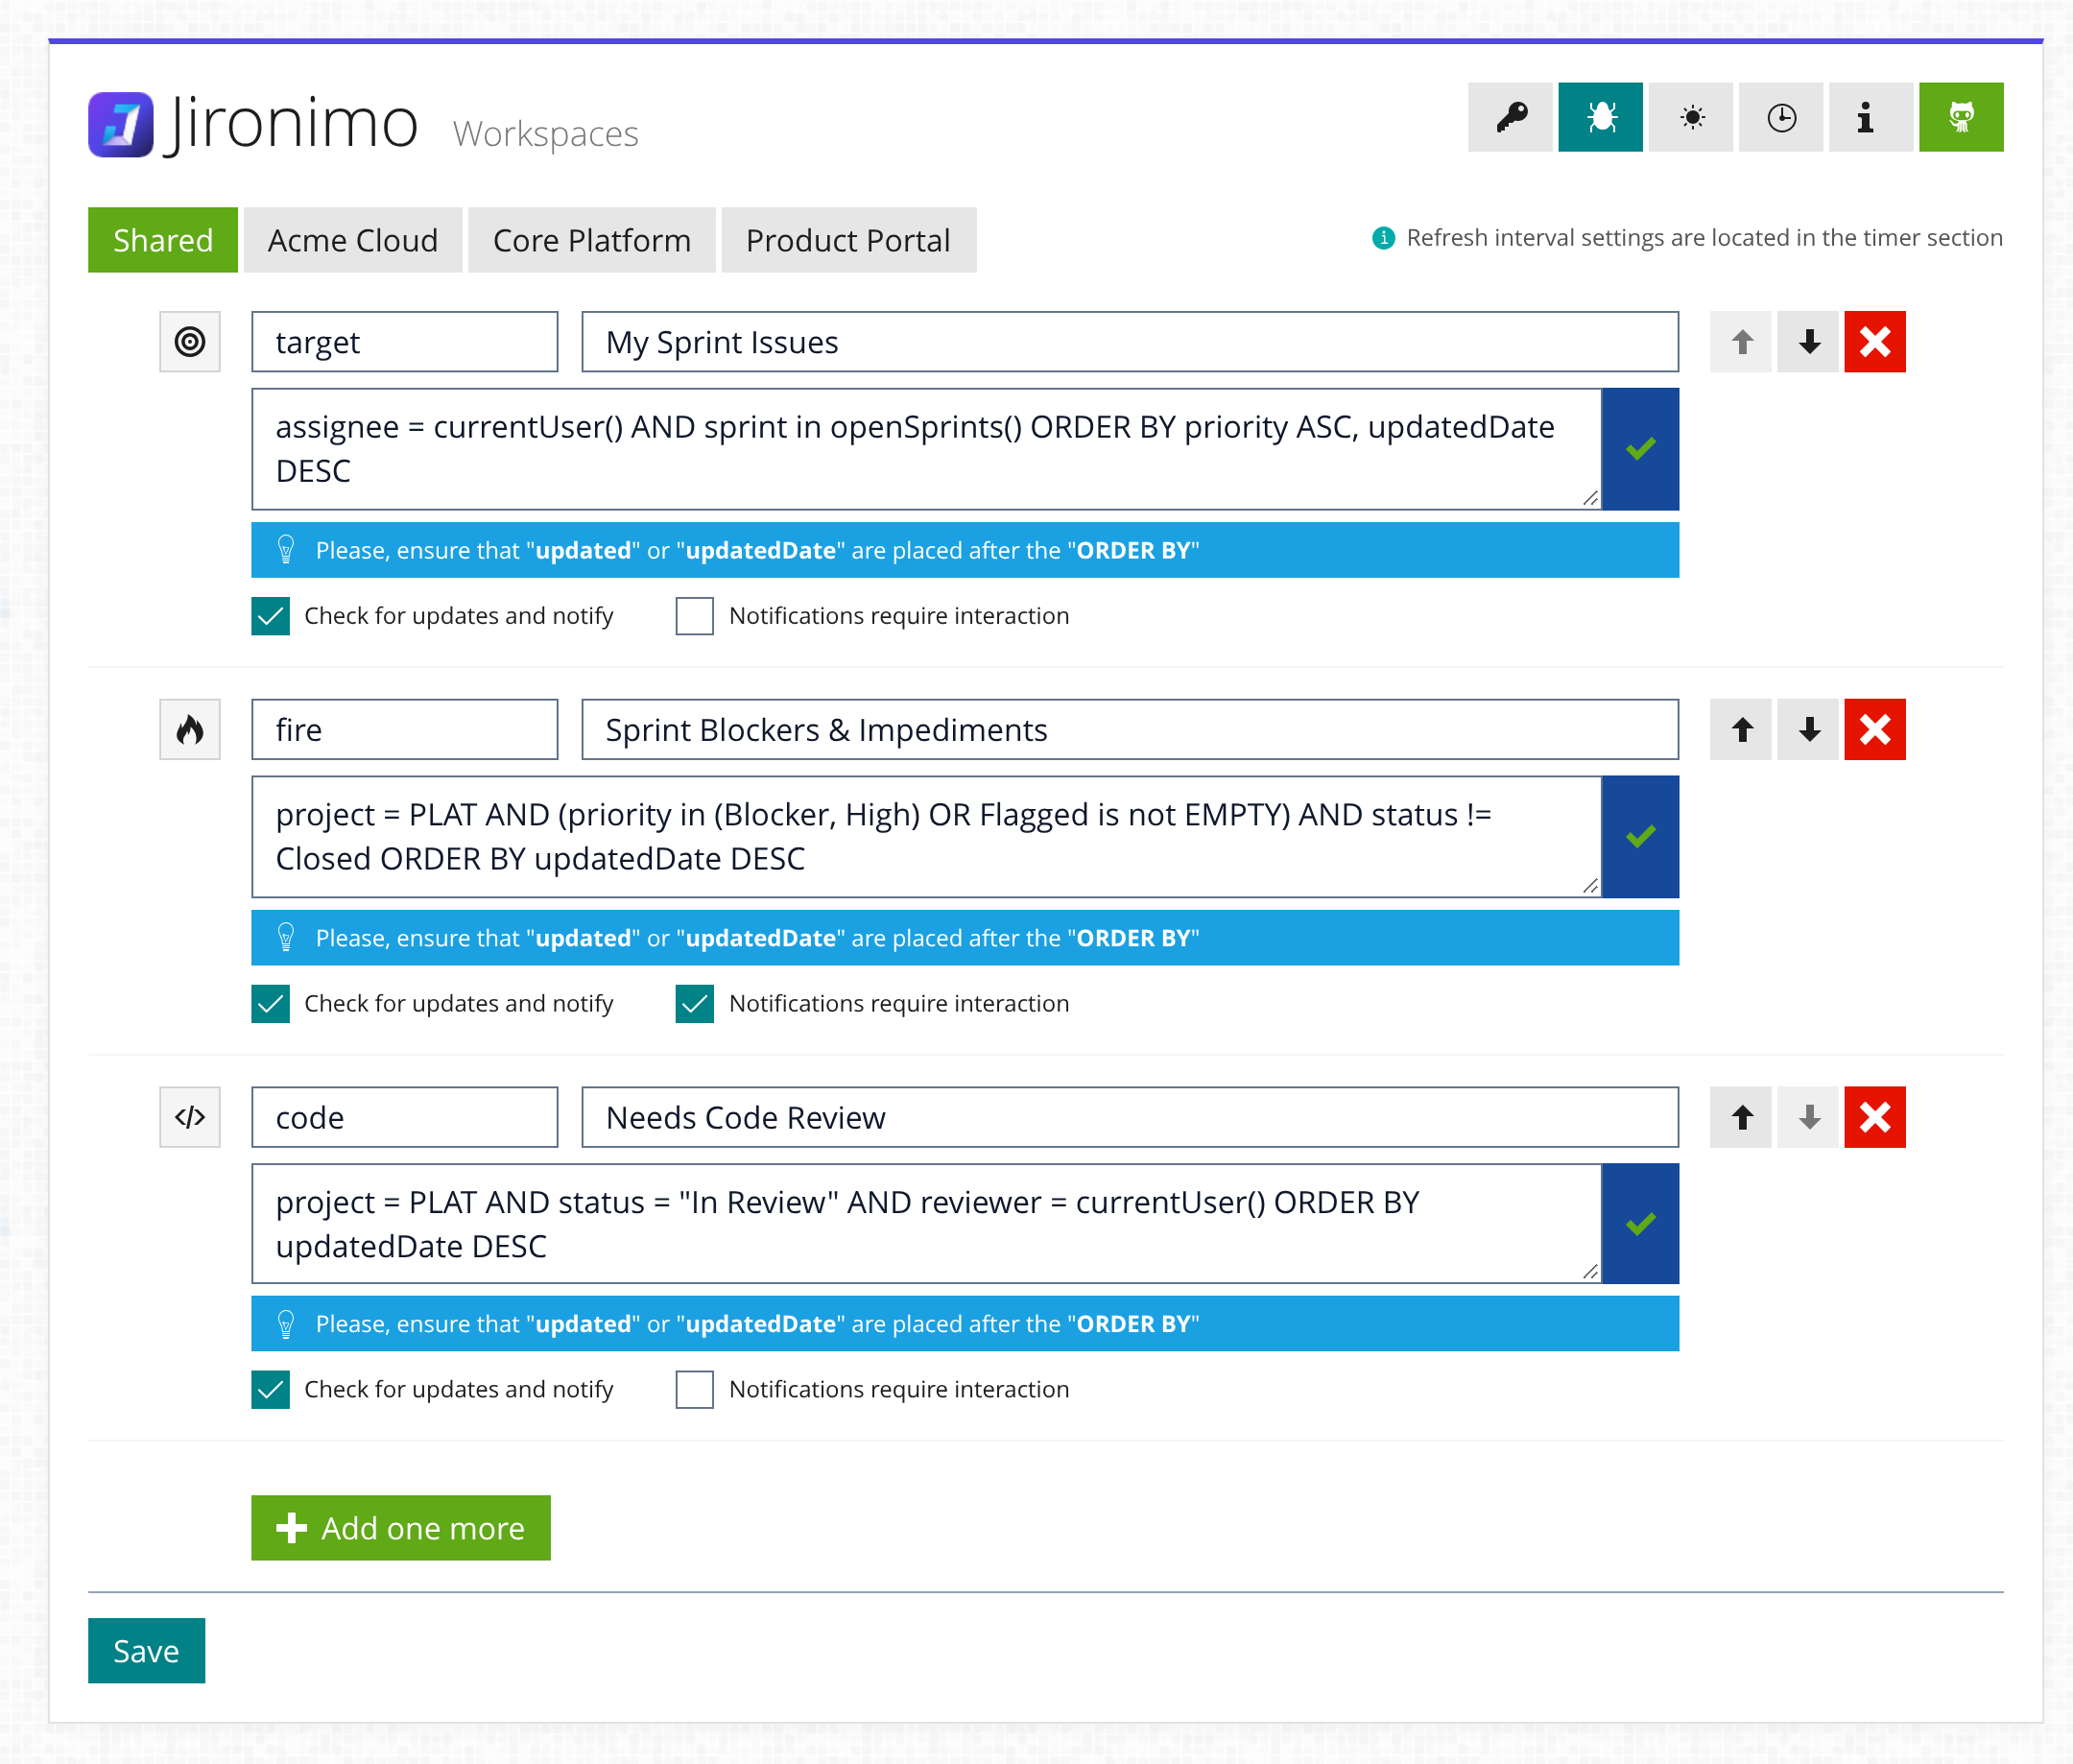 Jironimo Workspaces
Shared Acme Cloud Core Platform Product Portal Refresh interval settings are located in the timer section
target My Sprint Issues
assignee = currentUser() AND sprint in openSprints() ORDER BY priority ASC, updatedDate
DESC
Please, ensure that "updated" or "updatedDate" are placed after the "ORDER BY"
Check for updates and notify Notifications require interaction
fire Sprint Blockers & Impediments
project = PLAT AND (priority in (Blocker, High) OR Flagged is not EMPTY) AND status !=
Closed ORDER BY updatedDate DESC
Please, ensure that "updated" or "updatedDate" are placed after the "ORDER BY"
Check for updates and notify Notifications require interaction
code Needs Code Review
project = PLAT AND status = "In Review" AND reviewer = currentUser() ORDER BY
updatedDate DESC
Please, ensure that "updated" or "updatedDate" are placed after the "ORDER BY"
Check for updates and notify Notifications require interaction
Add one more
Save